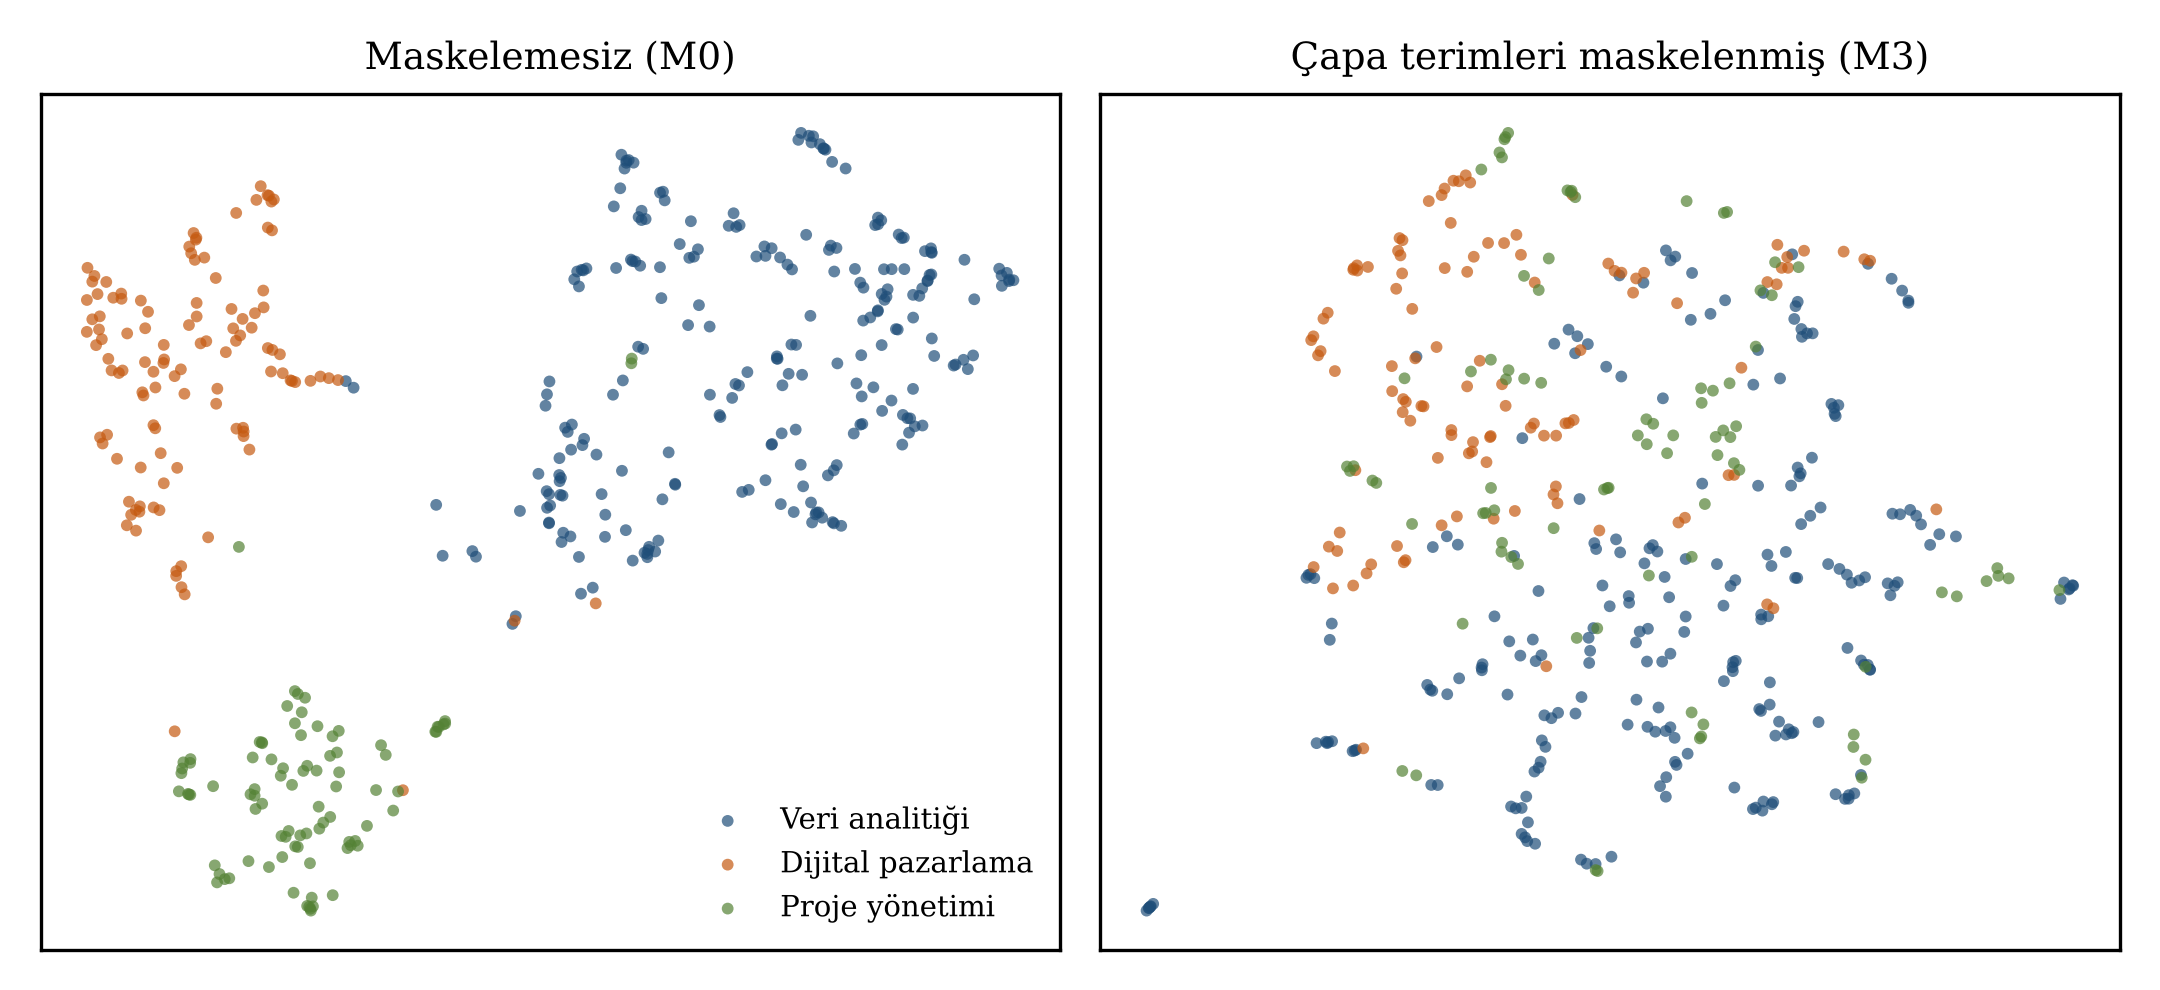 Maskelemesiz (M0)
Çapa terimleri maskelenmiş (M3)
Veri analitiği
Dijital pazarlama
Proje yönetimi